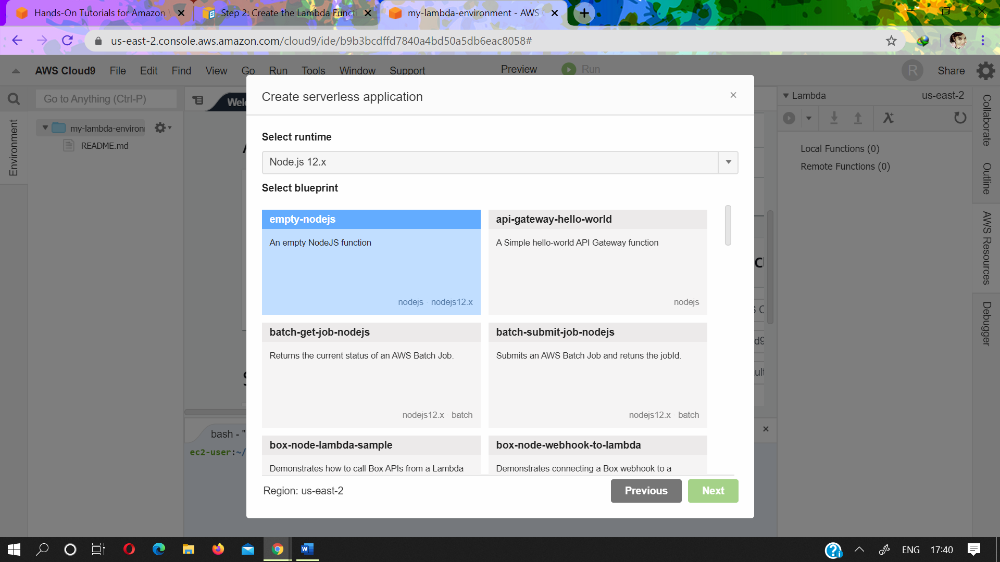 Hands-On Tutorials for Amazon
Step 2: Create the Lambda Func
my-lambda-environment - AWS
us-east-2.console.aws.amazon.com/cloud9/ide/b9b3bcdffd7840a4bd50a5db6eac8058#
AWS Cloud9 File Edit Find View Go Run Tools Window Support Preview Run R Share
Go to Anything (Ctrl-P)
Wel
Environment
my-lambda-environ
README.md
Create serverless application
Select runtime
Node.js 12.x
Select blueprint
empty-nodejs
An empty NodeJS function
nodejs · nodejs12.x
api-gateway-hello-world
A Simple hello-world API Gateway function
nodejs
batch-get-job-nodejs
Returns the current status of an AWS Batch Job.
nodejs12.x · batch
batch-submit-job-nodejs
Submits an AWS Batch Job and retuns the jobId.
nodejs12.x · batch
box-node-lambda-sample
Demonstrates how to call Box APIs from a Lambda
box-node-webhook-to-lambda
Demonstrates connecting a Box webhook to a
Region: us-east-2
Previous
Next
Lambda us-east-2
Local Functions (0)
Remote Functions (0)
Collaborate
Outline
AWS Resources
Debugger
bash - "
ec2-user:~/
ENG 17:40